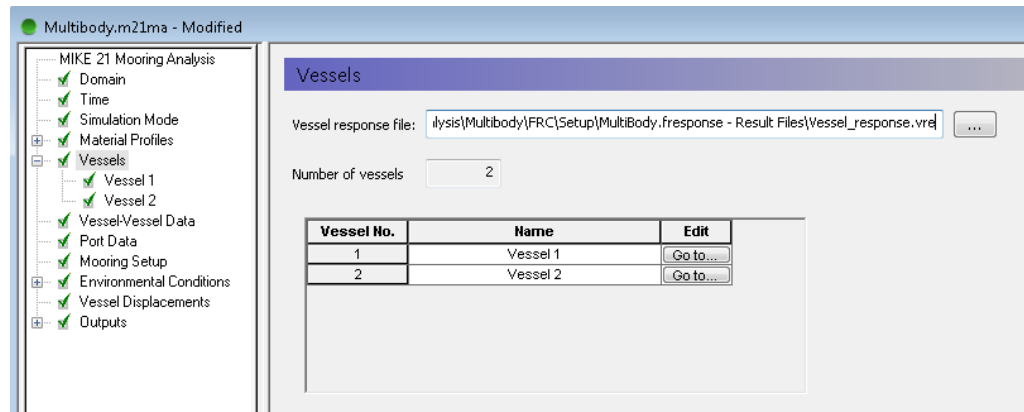 Multibody.m21ma - Modified
MIKE 21 Mooring Analysis
Domain
Time
Simulation Mode
Material Profiles
Vessels
Vessel 1
Vessel 2
Vessel-Vessel Data
Port Data
Mooring Setup
Environmental Conditions
Vessel Displacements
Outputs
Vessels
Vessel response file: ılysis\Multibody\FRC\Setup\MultiBody.fresponse - Result Files\Vessel_response.vre ...
Number of vessels 2
Vessel No. Name Edit
1 Vessel 1 Go to...
2 Vessel 2 Go to...